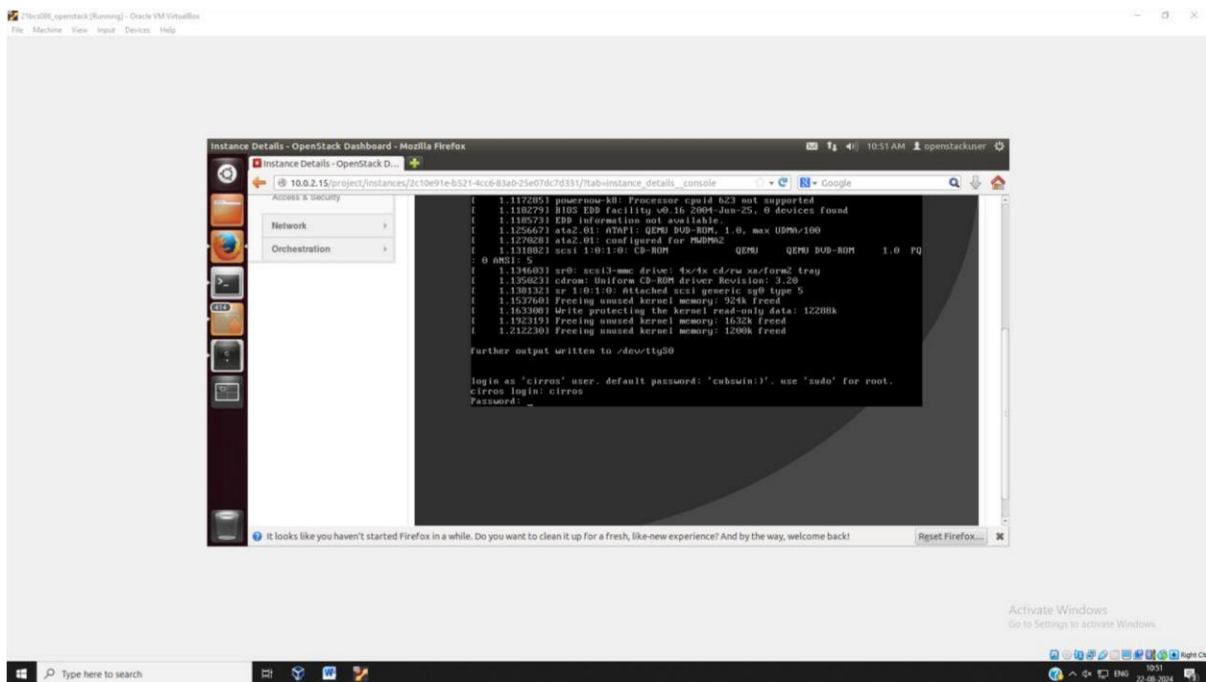 21bcs086_openstack [Running] - Oracle VM VirtualBox
File Machine View Input Devices Help
Instance Details - OpenStack Dashboard - Mozilla Firefox
10:51 AM openstackuser
Instance Details - OpenStack D...
10.0.2.15/project/instances/2c10e91e-b521-4cc6-83a0-25e07dc7d331/?tab=instance_details__console
Google
Access & Security
Network
Orchestration
[ 1.117285] powernow-k8: Processor cpuid 623 not supported
[ 1.118279] BIOS EDD facility v0.16 2004-Jun-25, 0 devices found
[ 1.118573] EDD information not available.
[ 1.125667] ata2.01: ATAPI: QEMU DVD-ROM, 1.0, max UDMA/100
[ 1.127028] ata2.01: configured for MWDMA2
[ 1.131882] scsi 1:0:1:0: CD-ROM QEMU QEMU DVD-ROM 1.0 PQ
: 0 ANSI: 5
[ 1.134603] sr0: scsi3-mmc drive: 4x/4x cd/rw xa/form2 tray
[ 1.135023] cdrom: Uniform CD-ROM driver Revision: 3.20
[ 1.138132] sr 1:0:1:0: Attached scsi generic sg0 type 5
[ 1.153760] Freeing unused kernel memory: 924k freed
[ 1.163308] Write protecting the kernel read-only data: 12288k
[ 1.192319] Freeing unused kernel memory: 1632k freed
[ 1.212230] Freeing unused kernel memory: 1200k freed
further output written to /dev/ttyS0
login as 'cirros' user. default password: 'cubswin:)'. use 'sudo' for root.
cirros login: cirros
Password: _
It looks like you haven't started Firefox in a while. Do you want to clean it up for a fresh, like-new experience? And by the way, welcome back!
Reset Firefox...
Activate Windows
Go to Settings to activate Windows.
Right Ct
Type here to search
ENG
10:51
22-08-2024